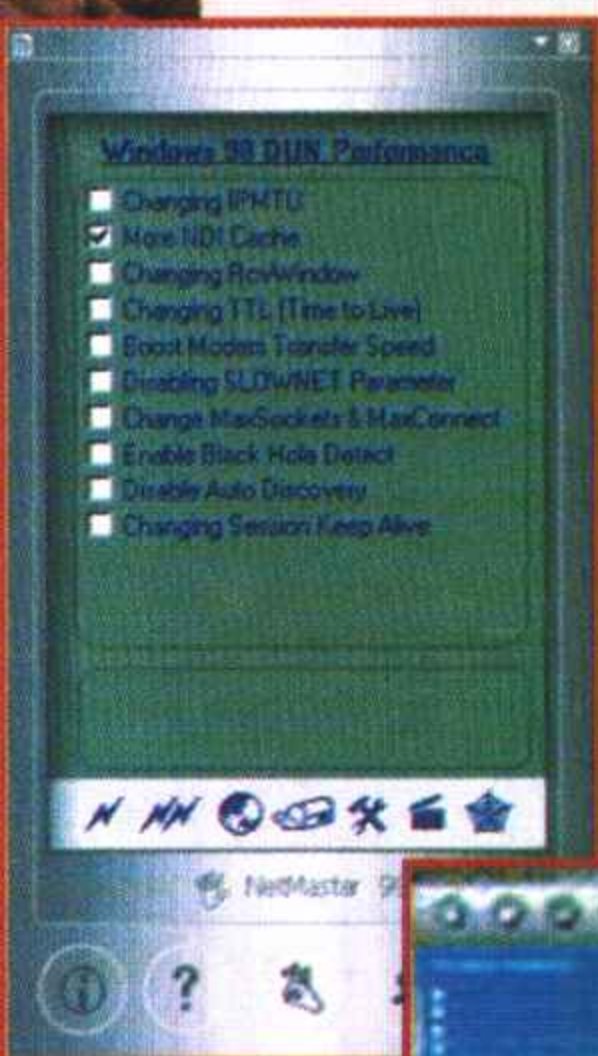 Windows 98 DUN Performance
Changing IPMTU
More NDI Cache
Changing RcvWindow
Changing TTL (Time to Live)
Boost Modem Transfer Speed
Disabling SLOWNET Parameter
Change MaxSockets & MaxConnect
Enable Black Hole Detect
Disable Auto Discovery
Changing Session Keep Alive
NetMaster
?